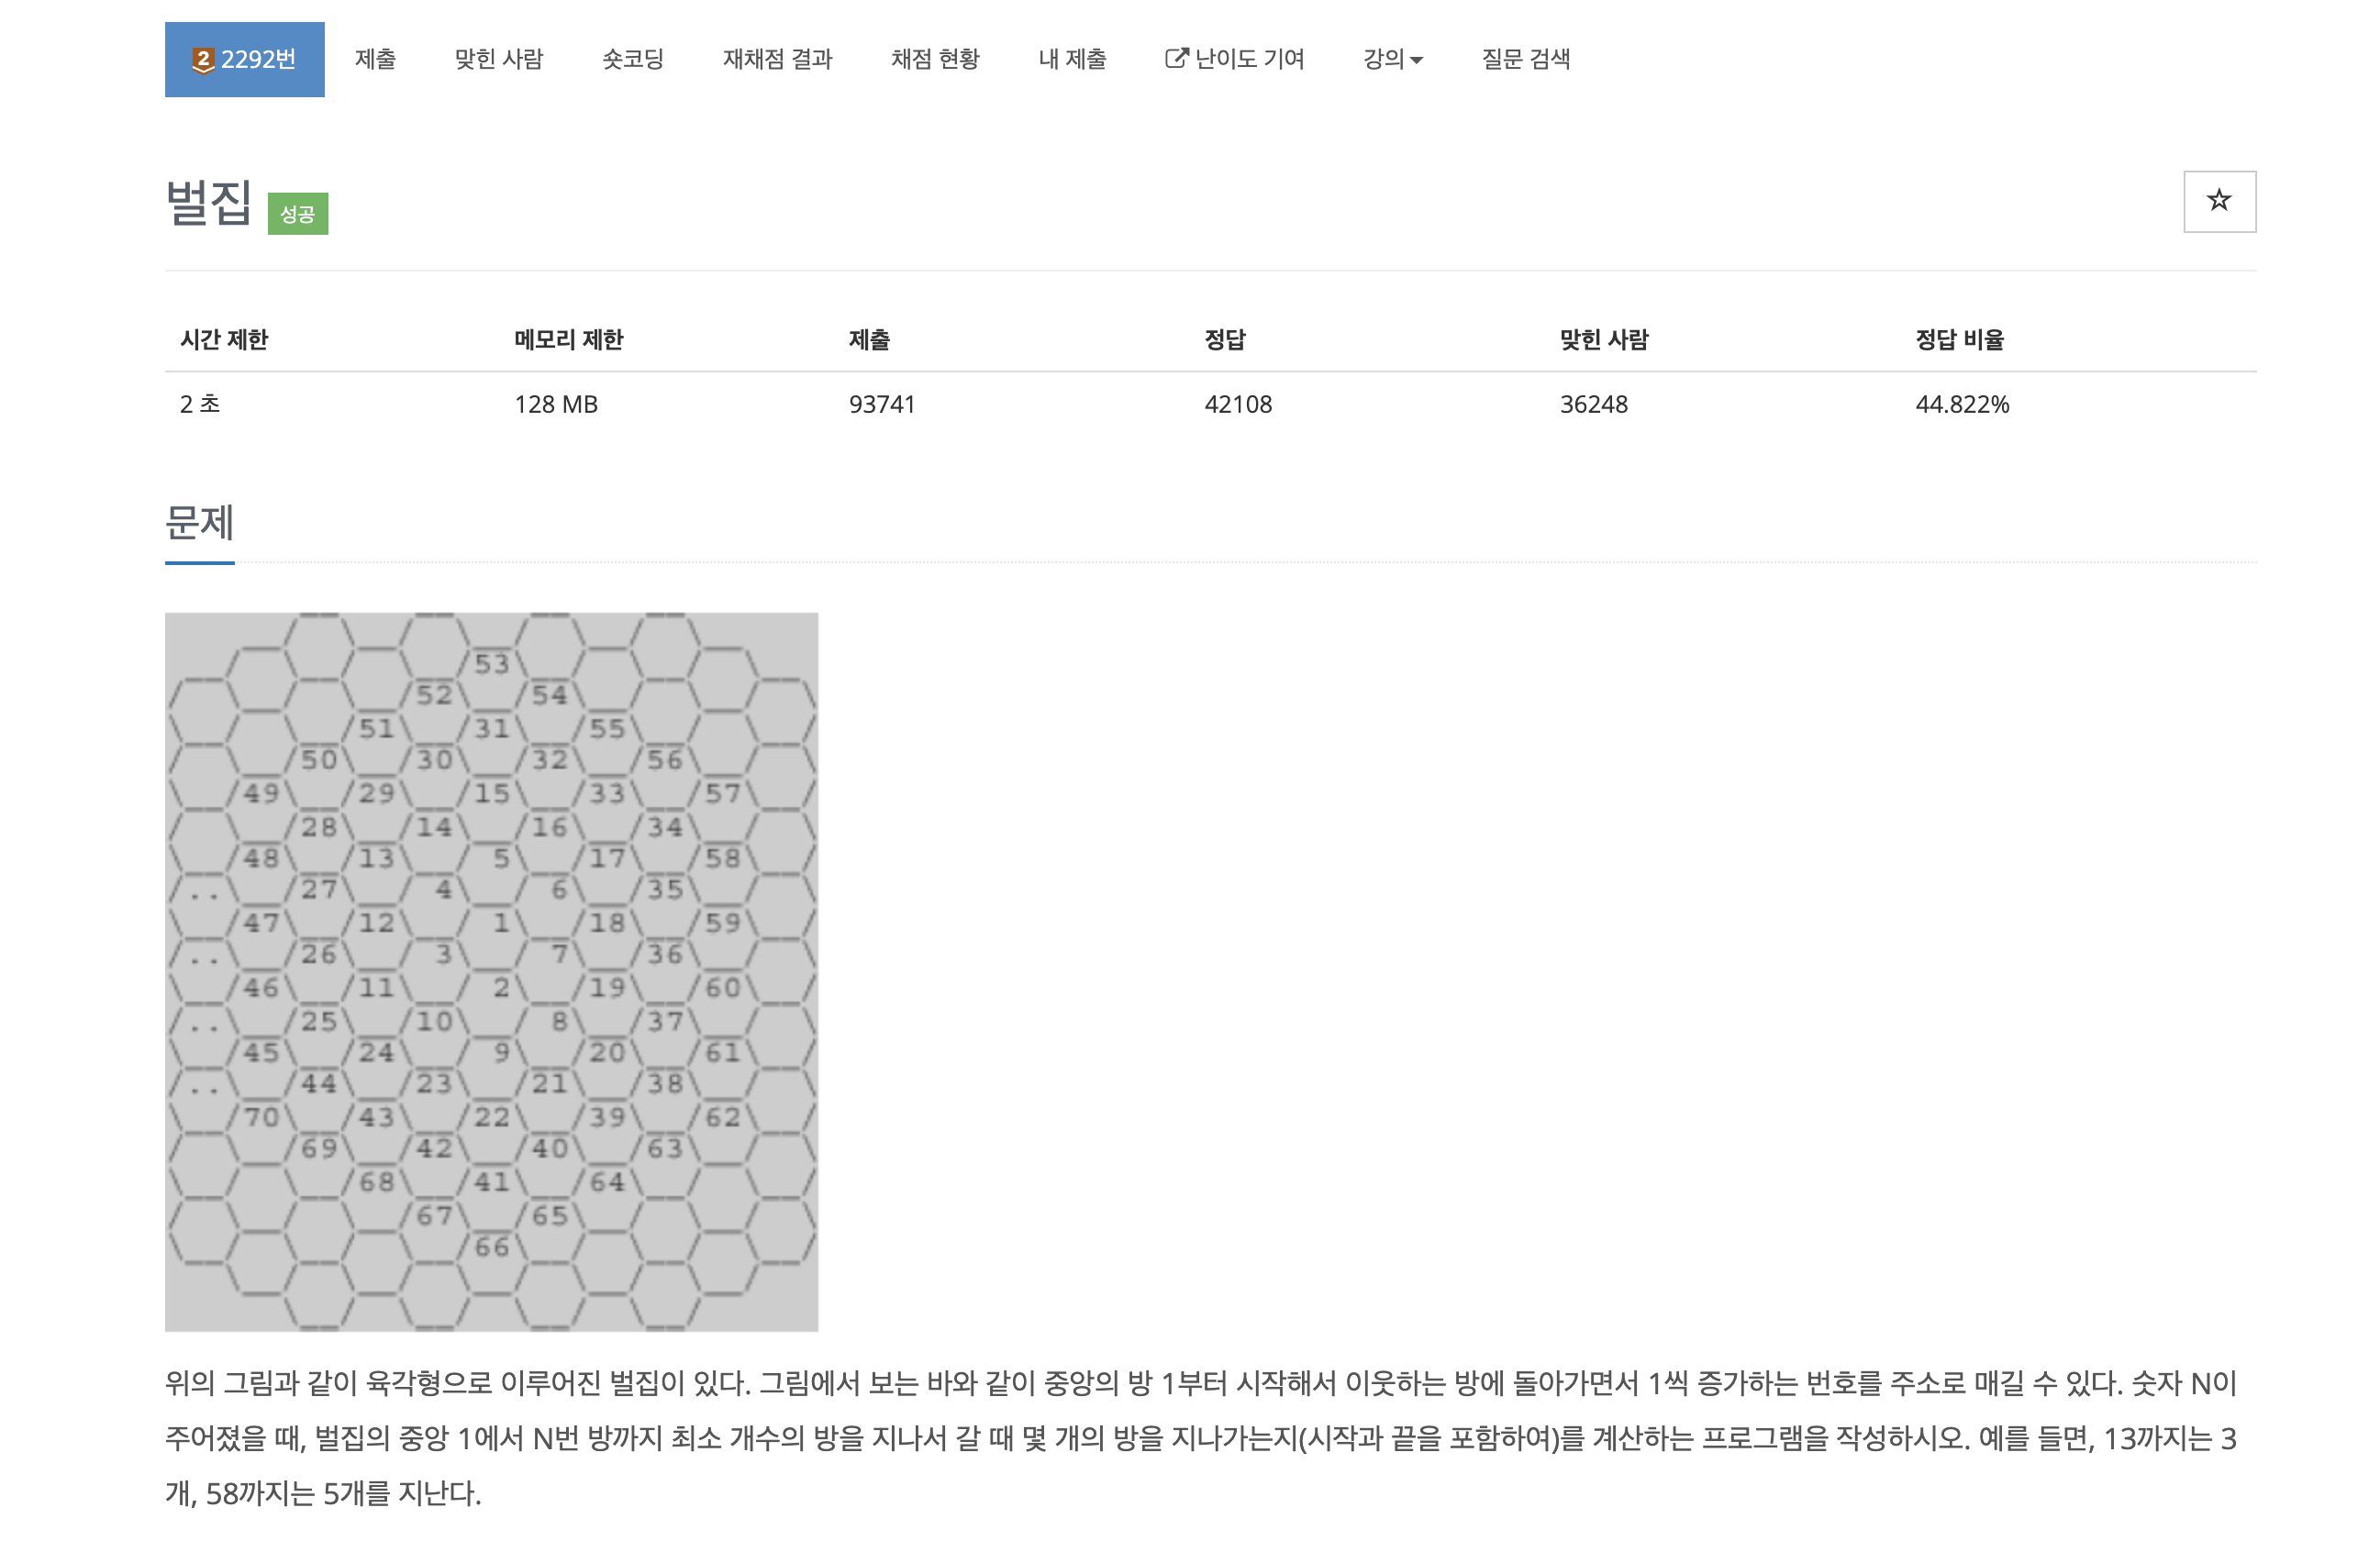 2 2292번 제출 맞힌 사람 숏코딩 재채점 결과 채점 현황 내 제출 난이도 기여 강의 질문 검색
벌집 성공
시간 제한 메모리 제한 제출 정답 맞힌 사람 정답 비율
2 초 128 MB 93741 42108 36248 44.822%
문제
53
52 54
51 31 55
50 30 32 56
49 29 15 33 57
28 14 16 34
48 13 5 17 58
.. 27 4 6 35
47 12 1 18 59
.. 26 3 7 36
46 11 2 19 60
.. 25 10 8 37
45 24 9 20 61
.. 44 23 21 38
70 43 22 39 62
69 42 40 63
68 41 64
67 65
66
위의 그림과 같이 육각형으로 이루어진 벌집이 있다. 그림에서 보는 바와 같이 중앙의 방 1부터 시작해서 이웃하는 방에 돌아가면서 1씩 증가하는 번호를 주소로 매길 수 있다. 숫자 N이
주어졌을 때, 벌집의 중앙 1에서 N번 방까지 최소 개수의 방을 지나서 갈 때 몇 개의 방을 지나가는지(시작과 끝을 포함하여)를 계산하는 프로그램을 작성하시오. 예를 들면, 13까지는 3
개, 58까지는 5개를 지난다.